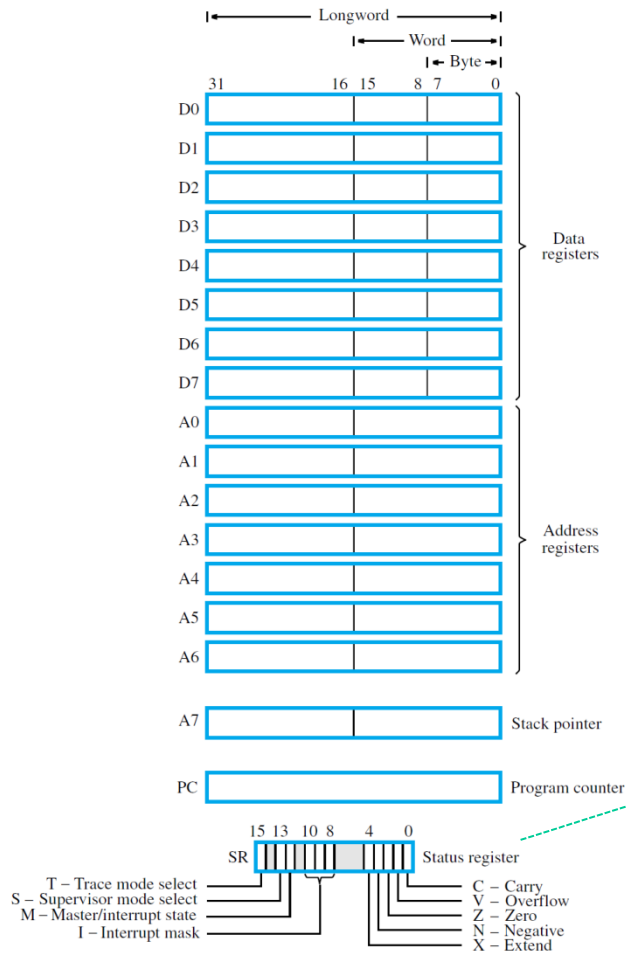 Longword
Word
Byte
31 16 15 8 7 0
D0
D1
D2
D3
D4
D5
D6
D7
Data
registers
A0
A1
A2
A3
A4
A5
A6
Address
registers
A7 Stack pointer
PC Program counter
15 13 10 8 4 0
SR Status register
T – Trace mode select
S – Supervisor mode select
M – Master/interrupt state
I – Interrupt mask
C – Carry
V – Overflow
Z – Zero
N – Negative
X – Extend